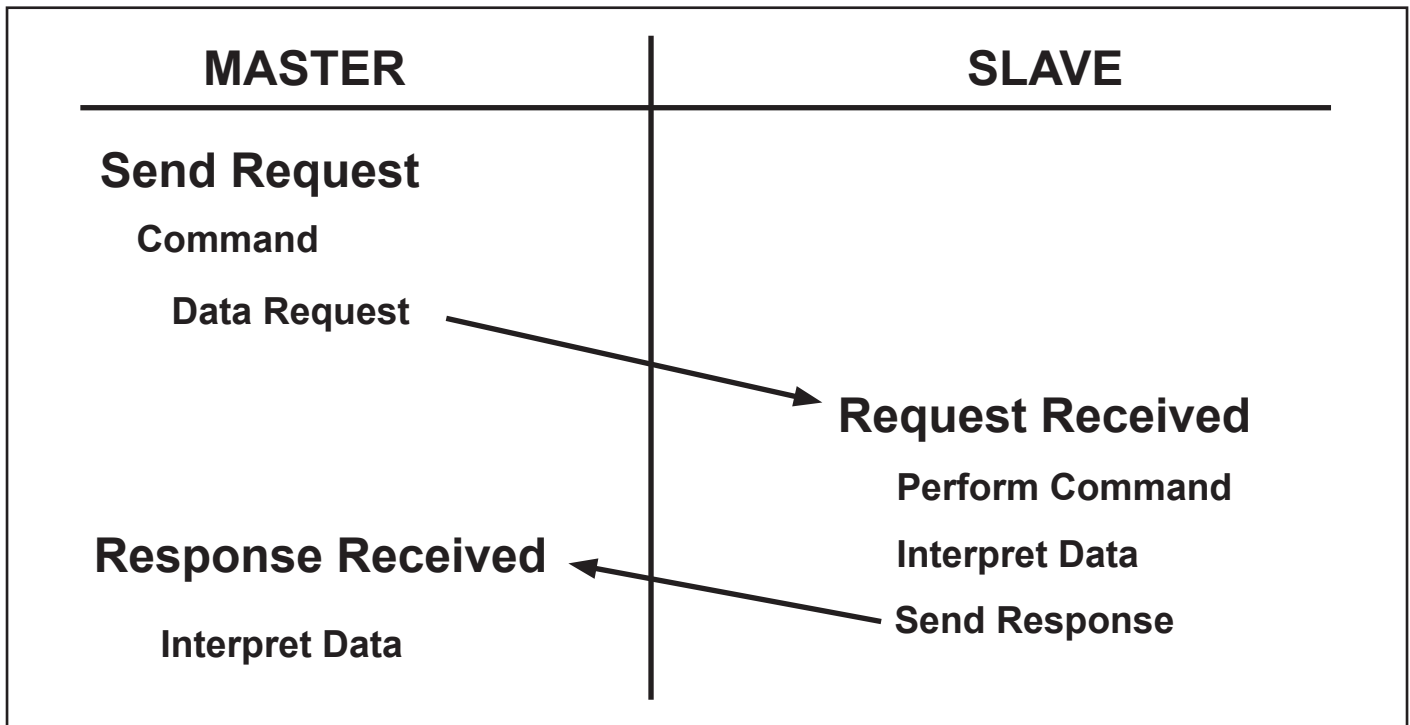 MASTER
SLAVE
Send Request
Command
Data Request
Request Received
Perform Command
Interpret Data
Send Response
Response Received
Interpret Data